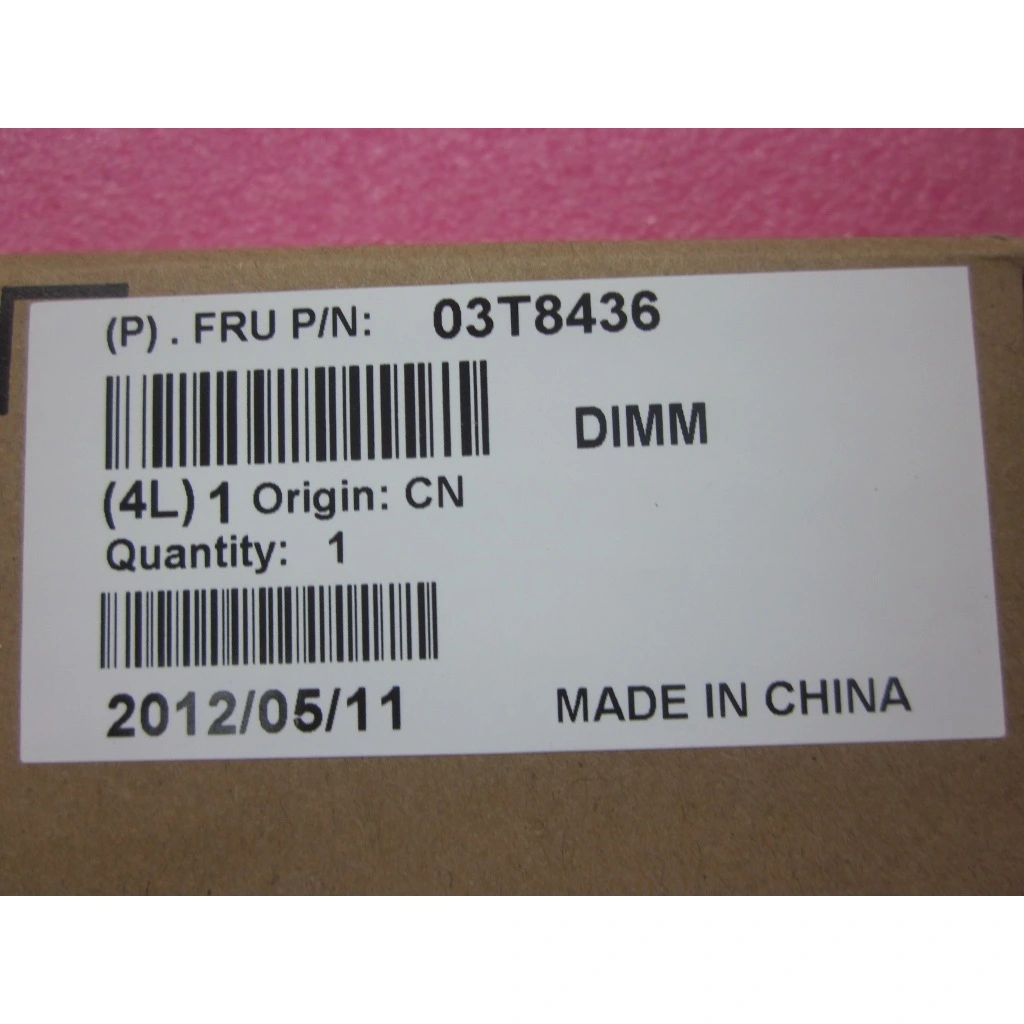 (P) . FRU P/N: 03T8436
DIMM
(4L) 1 Origin: CN
Quantity: 1
2012/05/11
MADE IN CHINA